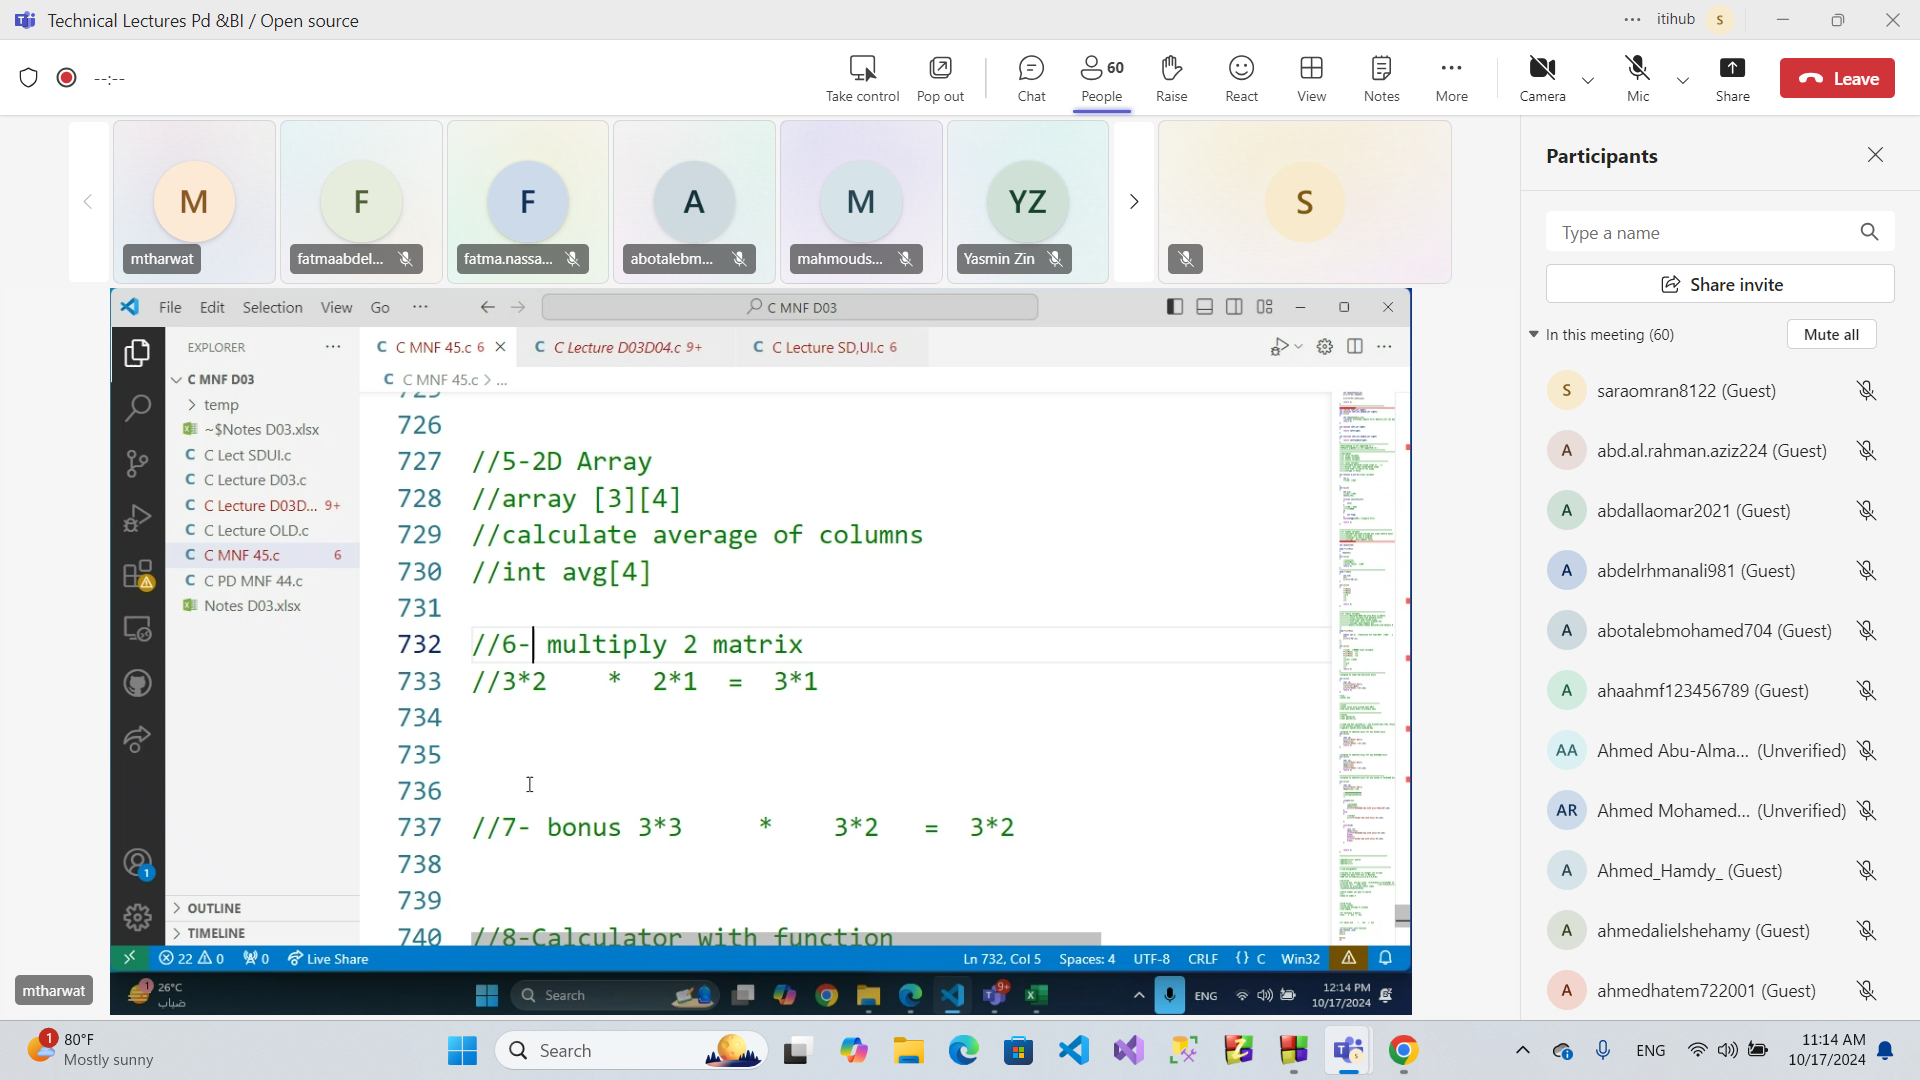 Technical Lectures Pd &BI / Open source
itihub
S
--:--
Take control
Pop out
Chat
60
People
Raise
React
View
Notes
More
Camera
Mic
Share
Leave
M
mtharwat
F
fatmaabdel...
F
fatma.nassa...
A
abotalebm...
M
mahmouds...
YZ
Yasmin Zin
S
Participants
Type a name
Share invite
In this meeting (60)
Mute all
S saraomran8122 (Guest)
A abd.al.rahman.aziz224 (Guest)
A abdallaomar2021 (Guest)
A abdelrhmanali981 (Guest)
A abotalebmohamed704 (Guest)
A ahaahmf123456789 (Guest)
AA Ahmed Abu-Alma... (Unverified)
AR Ahmed Mohamed... (Unverified)
A Ahmed_Hamdy_ (Guest)
A ahmedalielshehamy (Guest)
A ahmedhatem722001 (Guest)
File Edit Selection View Go ...
C MNF D03
EXPLORER ...
C MNF D03
temp
~$Notes D03.xlsx
C C Lect SDUI.c
C C Lecture D03.c
C C Lecture D03D... 9+
C C Lecture OLD.c
C C MNF 45.c 6
C C PD MNF 44.c
Notes D03.xlsx
OUTLINE
TIMELINE
1
C C MNF 45.c 6
C C Lecture D03D04.c 9+
C C Lecture SD,UI.c 6
C C MNF 45.c > ...
725
726
727 //5-2D Array
728 //array [3][4]
729 //calculate average of columns
730 //int avg[4]
731
732 //6- multiply 2 matrix
733 //3*2 * 2*1 = 3*1
734
735
736
737 //7- bonus 3*3 * 3*2 = 3*2
738
739
740 //8-Calculator with function
22 0 0 Live Share
Ln 732, Col 5 Spaces: 4 UTF-8 CRLF {} C Win32
mtharwat
1
26°C
ضباب
Search
9+
ENG
12:14 PM
10/17/2024
1
80°F
Mostly sunny
Search
ENG
11:14 AM
10/17/2024